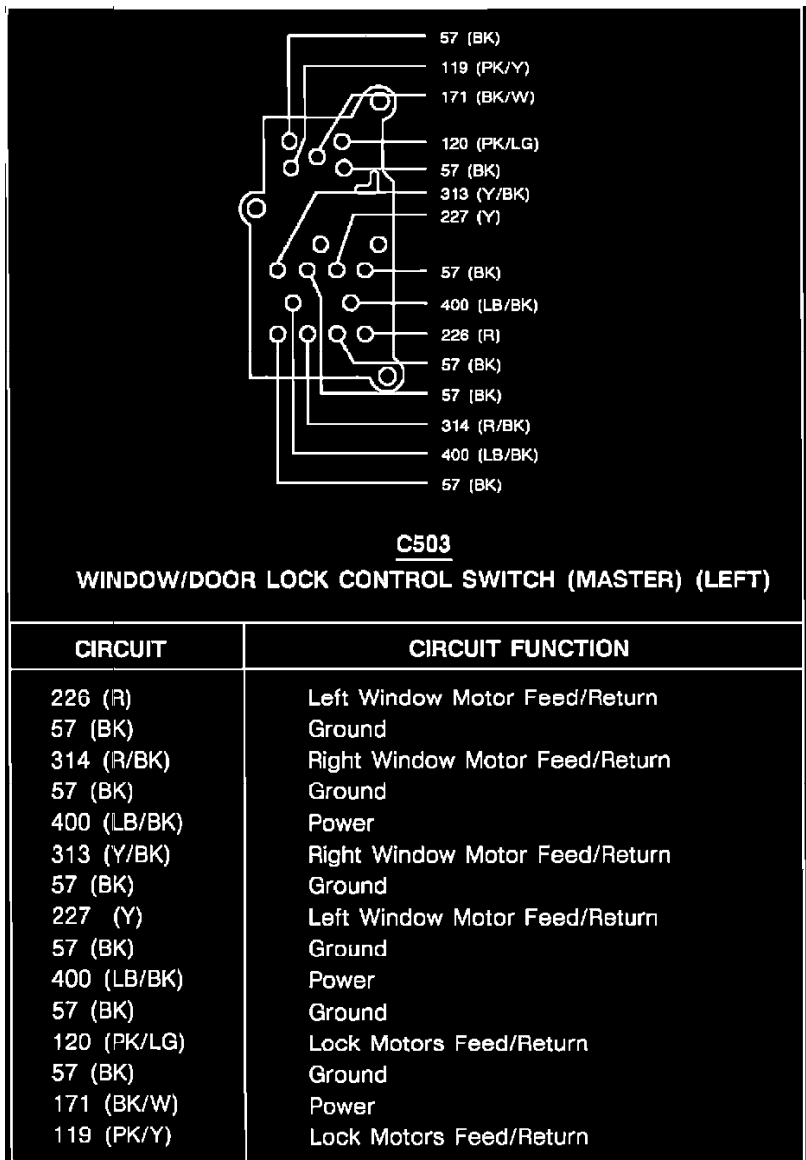 57 (BK)
119 (PK/Y)
171 (BK/W)
120 (PK/LG)
57 (BK)
313 (Y/BK)
227 (Y)
57 (BK)
400 (LB/BK)
226 (R)
57 (BK)
57 (BK)
314 (R/BK)
400 (LB/BK)
57 (BK)
C503
WINDOW/DOOR LOCK CONTROL SWITCH (MASTER) (LEFT)
CIRCUIT CIRCUIT FUNCTION
226 (R) Left Window Motor Feed/Return
57 (BK) Ground
314 (R/BK) Right Window Motor Feed/Return
57 (BK) Ground
400 (LB/BK) Power
313 (Y/BK) Right Window Motor Feed/Return
57 (BK) Ground
227 (Y) Left Window Motor Feed/Return
57 (BK) Ground
400 (LB/BK) Power
57 (BK) Ground
120 (PK/LG) Lock Motors Feed/Return
57 (BK) Ground
171 (BK/W) Power
119 (PK/Y) Lock Motors Feed/Return